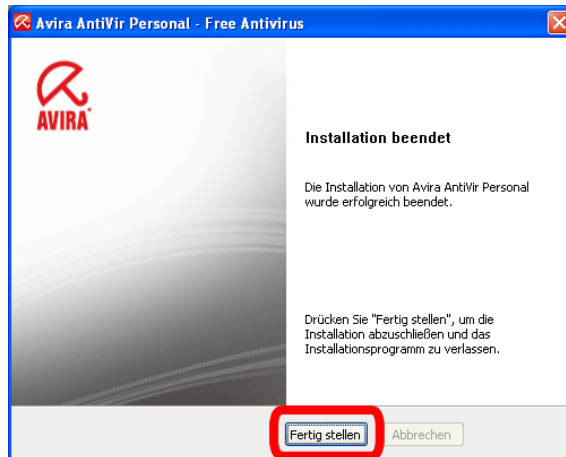 Avira AntiVir Personal - Free Antivirus
AVIRA
Installation beendet
Die Installation von Avira AntiVir Personal
wurde erfolgreich beendet.
Drücken Sie "Fertig stellen", um die
Installation abzuschließen und das
Installationsprogramm zu verlassen.
Fertig stellen
Abbrechen